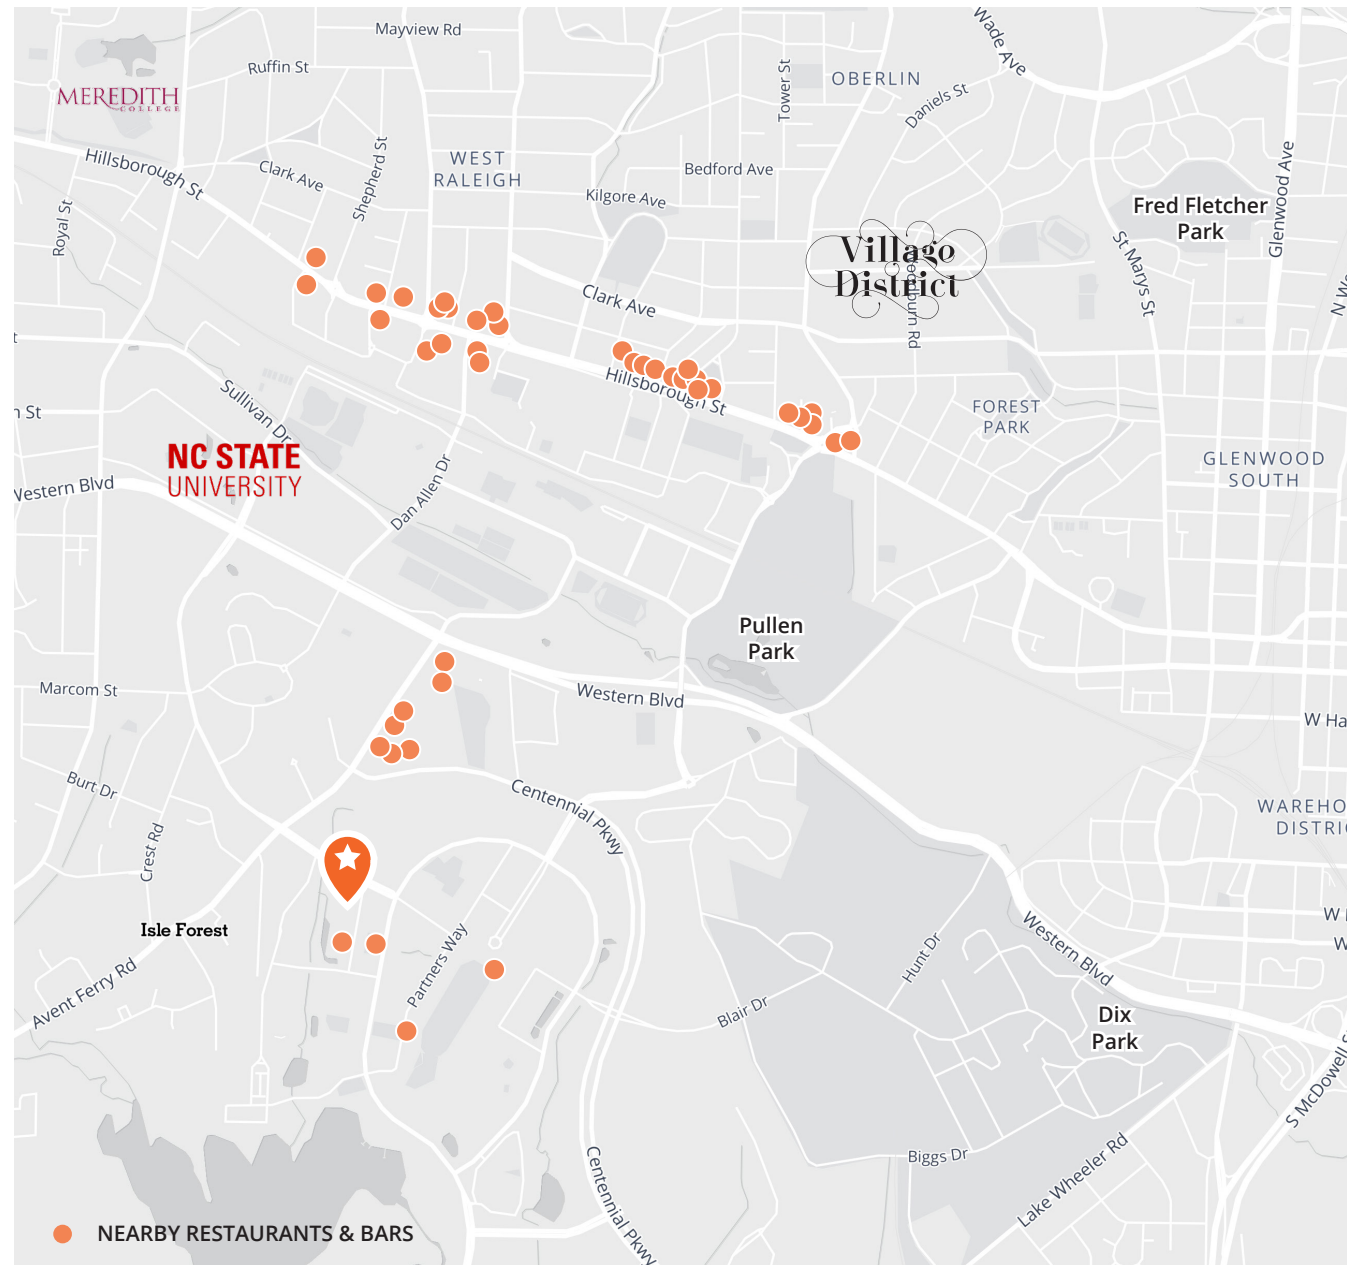 Mayview Rd
Wade Ave
Ruffin St
Tower St
OBERLIN
MEREDITH
COLLEGE
Daniels St
Hillsborough St
Clark Ave
Shepherd St
WEST
RALEIGH
Bedford Ave
Kilgore Ave
Glenwood Ave
Fred Fletcher
Park
Royal St
St Marys St
Village
District
Woodburn Rd
Clark Ave
N W
t
Hillsborough St
Sullivan Dr
n St
FOREST
PARK
NC STATE
UNIVERSITY
GLENWOOD
SOUTH
Western Blvd
Dan Allen Dr
Pullen
Park
Marcom St
Western Blvd
W Ha
Burt Dr
Centennial Pkwy
WAREHO
DISTRI
Crest Rd
Isle Forest
W
W
Partners Way
Hunt Dr
Western Blvd
Avent Ferry Rd
Blair Dr
Dix
Park
S McDowell S
Biggs Dr
Lake Wheeler Rd
Centennial Pkwy
NEARBY RESTAURANTS & BARS